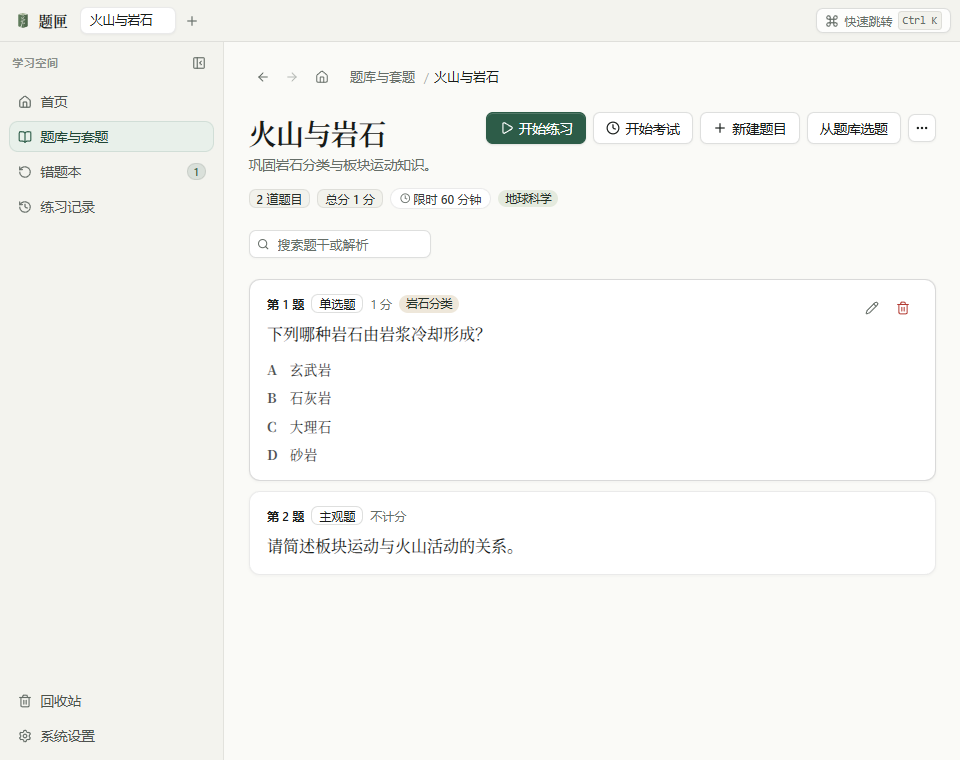 题匣
火山与岩石
快速跳转 Ctrl K
学习空间
首页
题库与套题
错题本 1
练习记录
回收站
系统设置
题库与套题 / 火山与岩石
火山与岩石
开始练习
开始考试
新建题目
从题库选题
巩固岩石分类与板块运动知识。
2 道题目 总分 1 分 限时 60 分钟 地球科学
搜索题干或解析
第 1 题 单选题 1 分 岩石分类
下列哪种岩石由岩浆冷却形成？
A 玄武岩
B 石灰岩
C 大理石
D 砂岩
第 2 题 主观题 不计分
请简述板块运动与火山活动的关系。